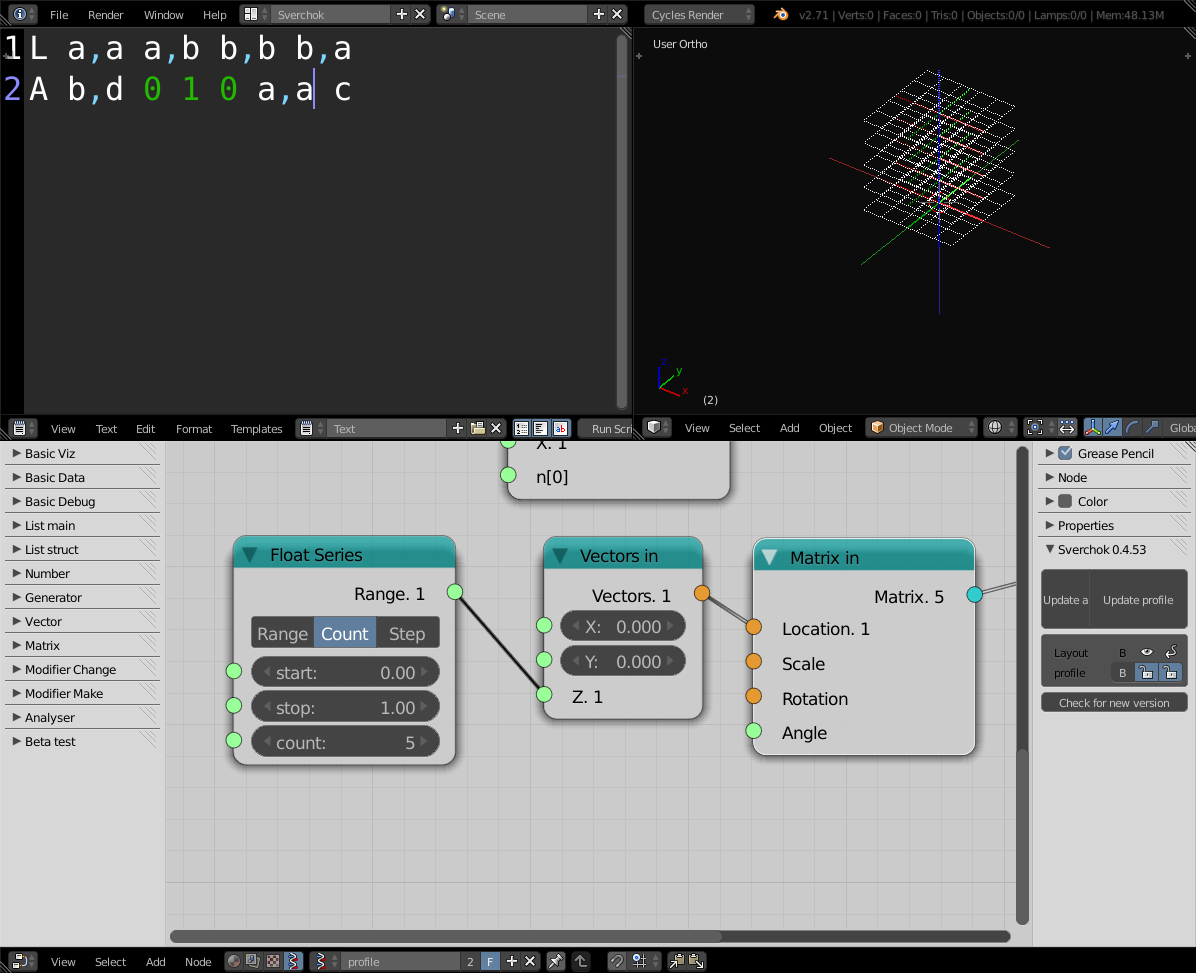 File Render Window Help Sverchok Scene Cycles Render v2.71 | Verts:0 | Faces:0 | Tris:0 | Objects:0/0 | Lamps:0/0 | Mem:48.13M
1 L a,a a,b b,b b,a
2 A b,d 0 1 0 a,a c
User Ortho
z
y
x
(2)
View Text Edit Format Templates Text Run Scri
View Select Add Object Object Mode Globa
Basic Viz
Basic Data
Basic Debug
List main
List struct
Number
Generator
Vector
Matrix
Modifier Change
Modifier Make
Analyser
Beta test
X. 1
n[0]
Float Series
Range. 1
Range Count Step
start: 0.00
stop: 1.00
count: 5
Vectors in
Vectors. 1
X: 0.000
Y: 0.000
Z. 1
Matrix in
Matrix. 5
Location. 1
Scale
Rotation
Angle
Grease Pencil
Node
Color
Properties
Sverchok 0.4.53
Update a Update profile
Layout B
profile B
Check for new version
View Select Add Node profile 2 F